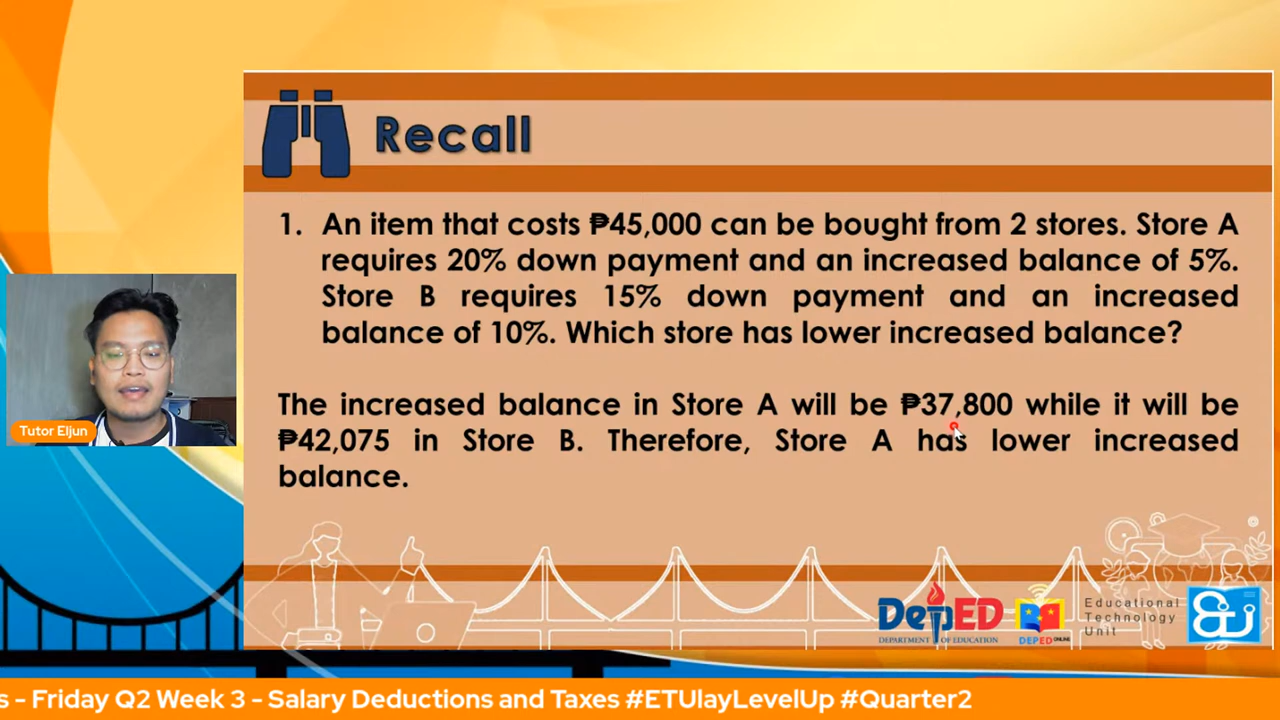 Recall
1. An item that costs ₱45,000 can be bought from 2 stores. Store A
requires 20% down payment and an increased balance of 5%.
Store B requires 15% down payment and an increased
balance of 10%. Which store has lower increased balance?
The increased balance in Store A will be ₱37,800 while it will be
₱42,075 in Store B. Therefore, Store A has lower increased
balance.
Tutor Eljun
DepED
DEPARTMENT OF EDUCATION
DEPED ONLINE
Educational
Technology
Unit
s - Friday Q2 Week 3 - Salary Deductions and Taxes #ETUlayLevelUp #Quarter2